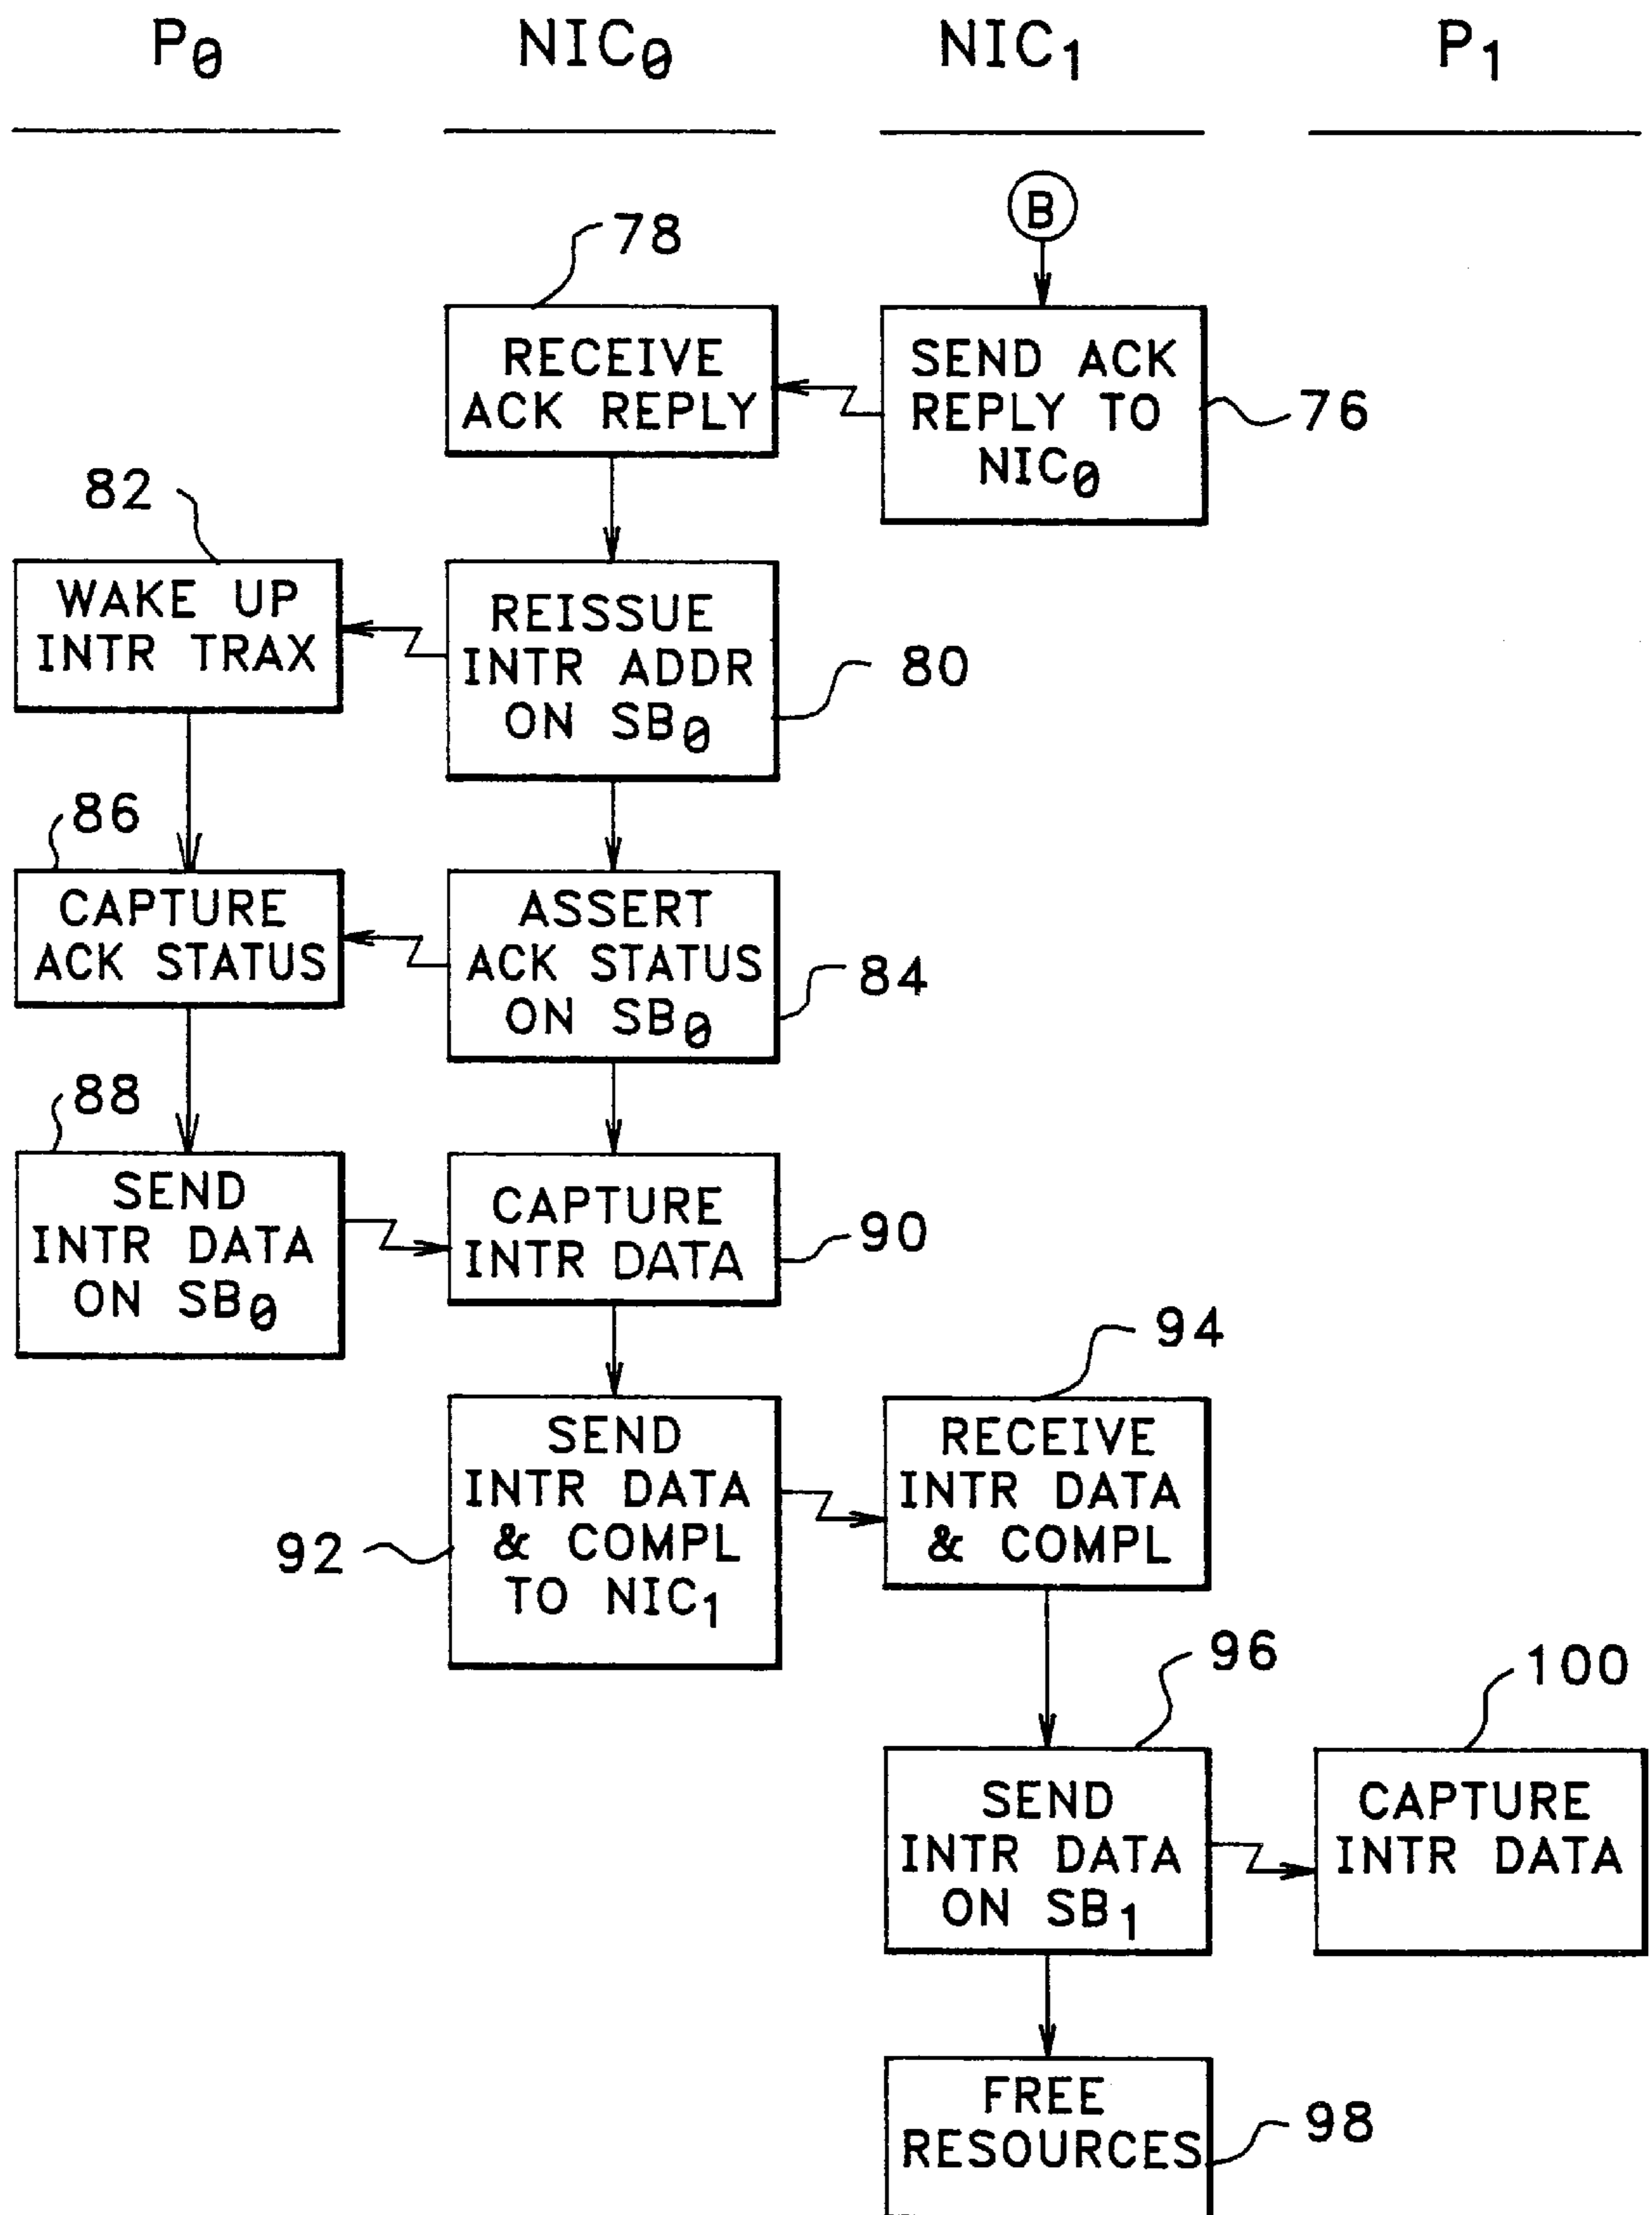 P0 NIC0 NIC1 P1
B
78
RECEIVE
ACK REPLY
SEND ACK
REPLY TO
NIC0
76
82
WAKE UP
INTR TRAX
REISSUE
INTR ADDR
ON SB0
80
86
CAPTURE
ACK STATUS
ASSERT
ACK STATUS
ON SB0
84
88
SEND
INTR DATA
ON SB0
CAPTURE
INTR DATA
90
SEND
INTR DATA
& COMPL
TO NIC1
92
94
RECEIVE
INTR DATA
& COMPL
96
SEND
INTR DATA
ON SB1
100
CAPTURE
INTR DATA
FREE
RESOURCES
98